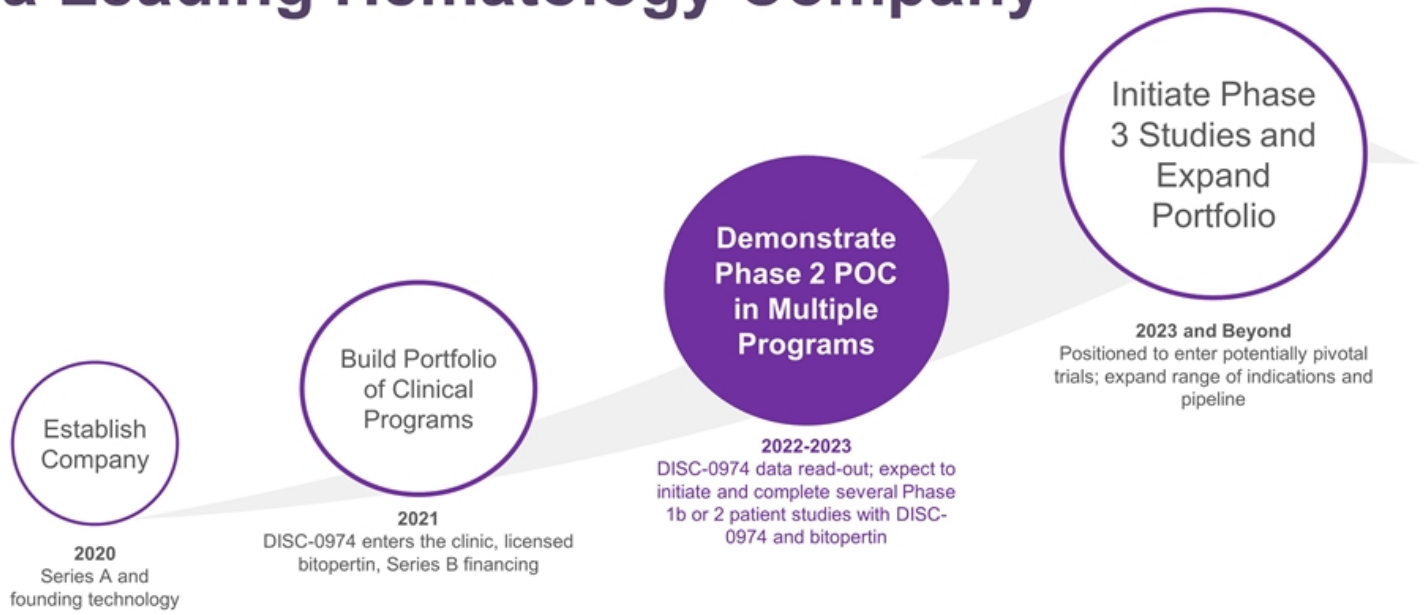 a Leading Hematology Company
Establish
Company
2020
Series A and
founding technology
Build Portfolio
of Clinical
Programs
2021
DISC-0974 enters the clinic, licensed
bitopertin, Series B financing
Demonstrate
Phase 2 POC
in Multiple
Programs
2022-2023
DISC-0974 data read-out; expect to
initiate and complete several Phase
1b or 2 patient studies with DISC-
0974 and bitopertin
Initiate Phase
3 Studies and
Expand
Portfolio
2023 and Beyond
Positioned to enter potentially pivotal
trials; expand range of indications and
pipeline